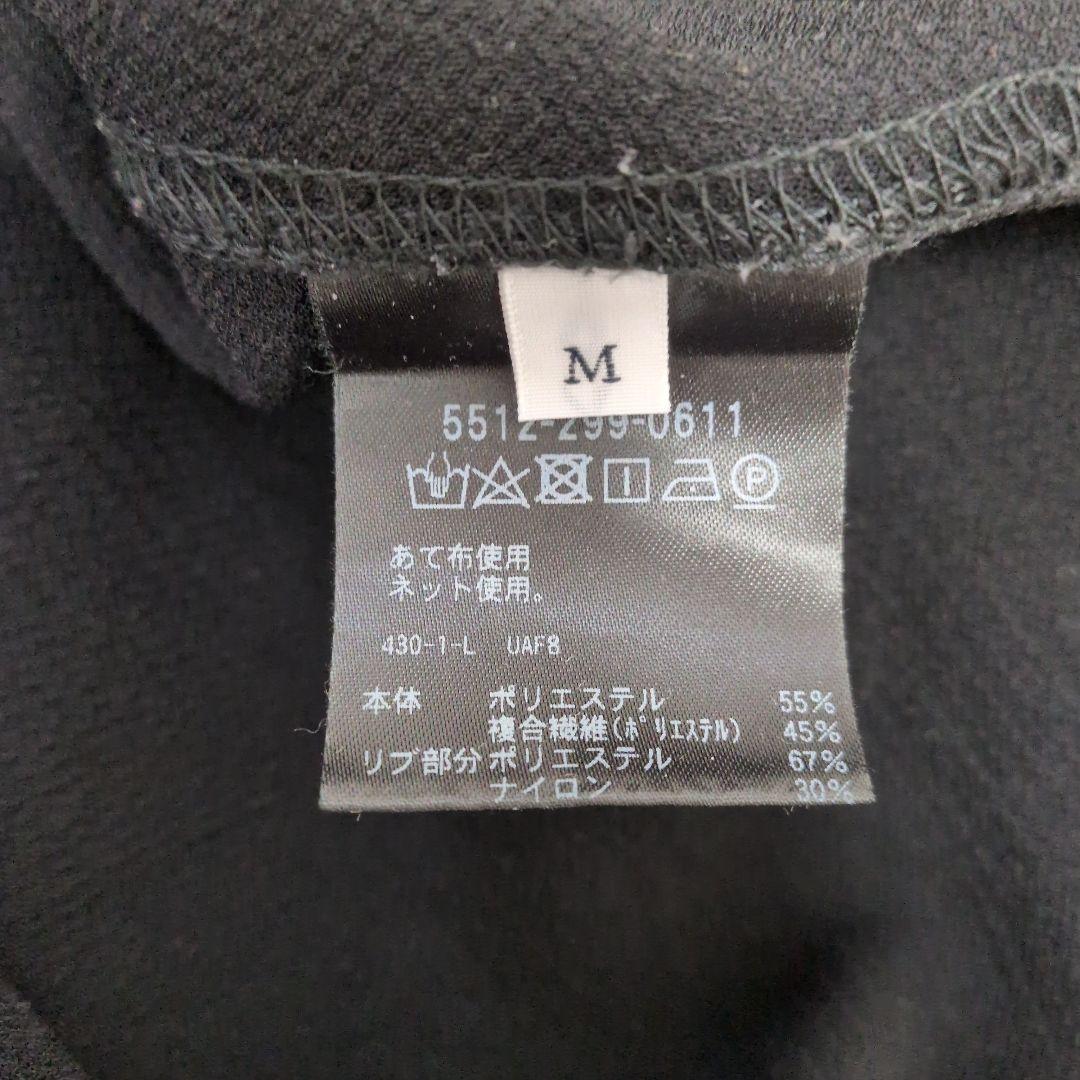 M
5512-299-0611
P
あて布使用
ネット使用。
430-1-L UAF8
本体 ポリエステル 55%
複合繊維(ポリエステル) 45%
リブ部分 ポリエステル 67%
ナイロン 30%